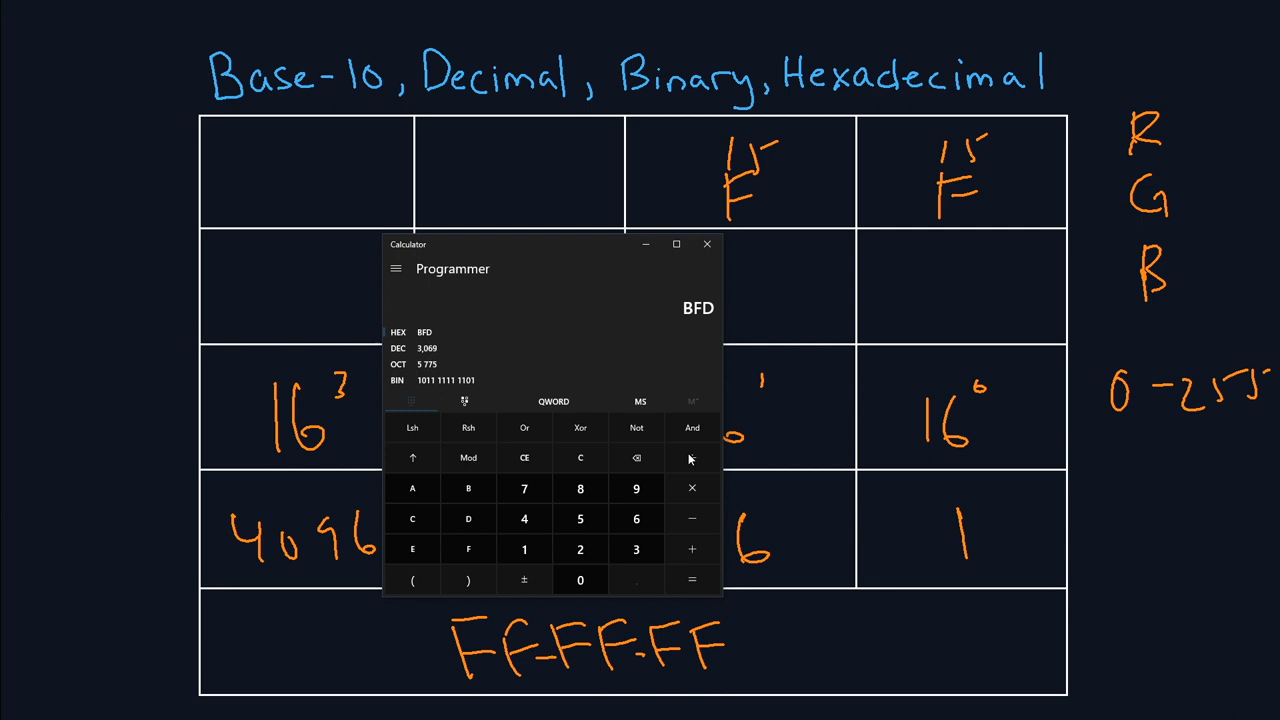 Base-10, Decimal, Binary, Hexadecimal
15 15
F F
R
G
B
Calculator
Programmer
BFD
HEX BFD
DEC 3,069
OCT 5 775
BIN 1011 1111 1101
QWORD MS M˅
Lsh Rsh Or Xor Not And
↑ Mod CE C
A B 7 8 9 ×
C D 4 5 6 −
E F 1 2 3 +
( ) ± 0 . =
16³ ¹ 16⁰
0-255
4096 6 1
FF-FF-FF